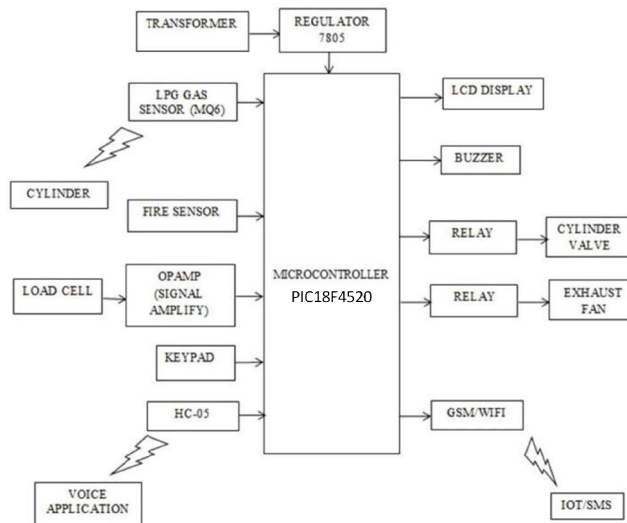 TRANSFORMER
REGULATOR
7805
LPG GAS
SENSOR (MQ6)
LCD DISPLAY
CYLINDER
BUZZER
FIRE SENSOR
RELAY
CYLINDER
VALVE
LOAD CELL
OPAMP
(SIGNAL
AMPLIFY)
MICROCONTROLLER
PIC18F4520
RELAY
EXHAUST
FAN
KEYPAD
HC-05
GSM/WIFI
VOICE
APPLICATION
IOT/SMS